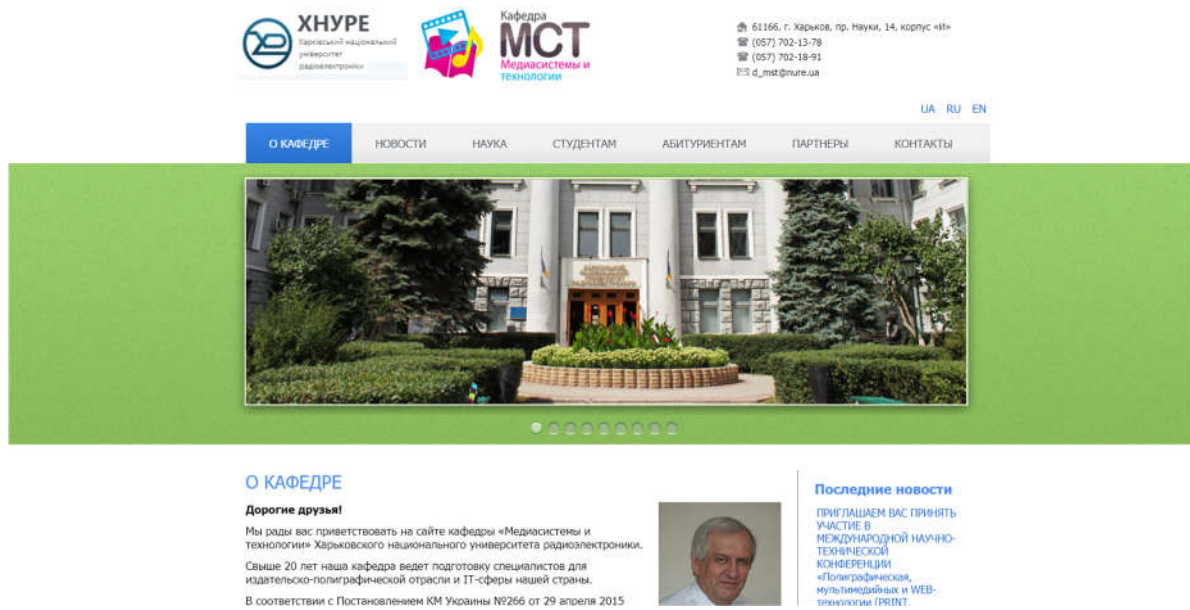 ХНУРЕ
Харківський національний
університет
радіоелектроніки
Кафедра
МСТ
Медиасистемы и
технологии
61166, г. Харьков, пр. Науки, 14, корпус «И»
(057) 702-13-78
(057) 702-18-91
d_mst@nure.ua
UA RU EN
О КАФЕДРЕ НОВОСТИ НАУКА СТУДЕНТАМ АБИТУРИЕНТАМ ПАРТНЕРЫ КОНТАКТЫ
О КАФЕДРЕ
Дорогие друзья!
Мы рады вас приветствовать на сайте кафедры «Медиасистемы и
технологии» Харьковского национального университета радиоэлектроники.
Свыше 20 лет наша кафедра ведет подготовку специалистов для
издательско-полиграфической отрасли и IT-сферы нашей страны.
В соответствии с Постановлением КМ Украины №266 от 29 апреля 2015
Последние новости
ПРИГЛАШАЕМ ВАС ПРИНЯТЬ
УЧАСТИЕ В
МЕЖДУНАРОДНОЙ НАУЧНО-
ТЕХНИЧЕСКОЙ
КОНФЕРЕНЦИИ
«Полиграфическая,
мультимедийных и WEB-
технологии (PRINT,